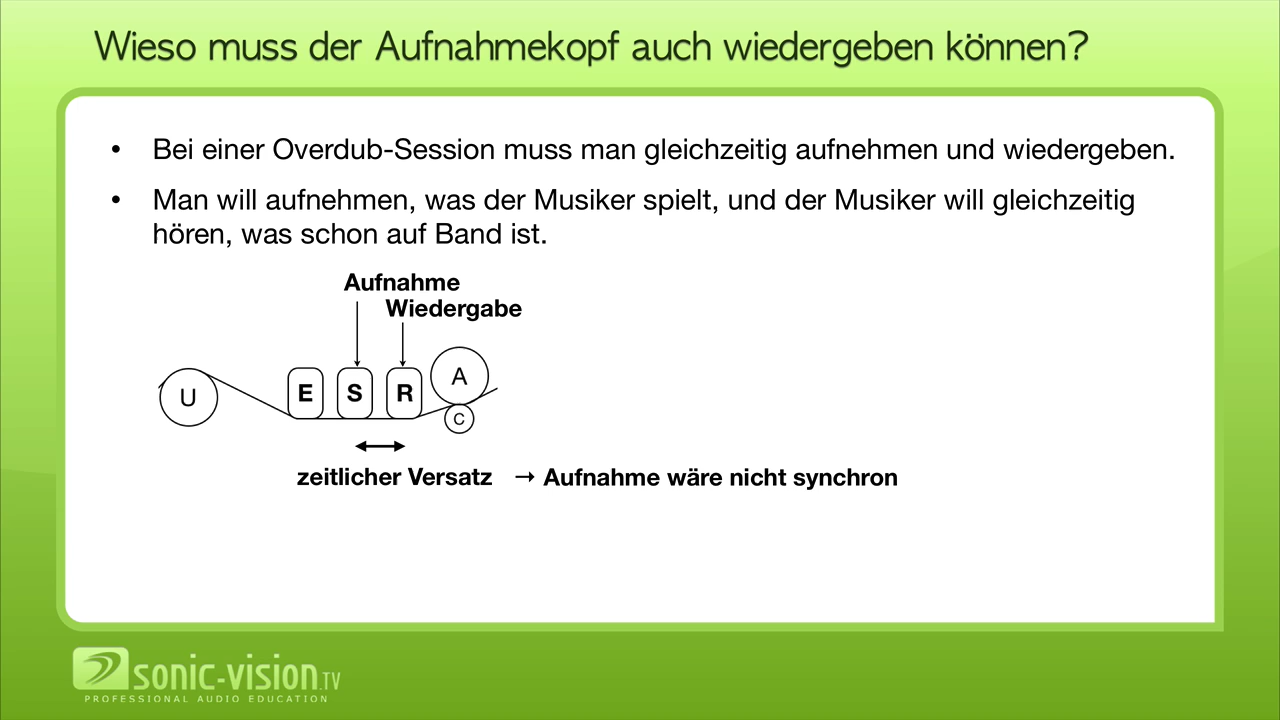 Wieso muss der Aufnahmekopf auch wiedergeben können?
• Bei einer Overdub-Session muss man gleichzeitig aufnehmen und wiedergeben.
• Man will aufnehmen, was der Musiker spielt, und der Musiker will gleichzeitig
hören, was schon auf Band ist.
Aufnahme
Wiedergabe
U E S R A
C
zeitlicher Versatz → Aufnahme wäre nicht synchron
sonic-vision.TV
PROFESSIONAL AUDIO EDUCATION